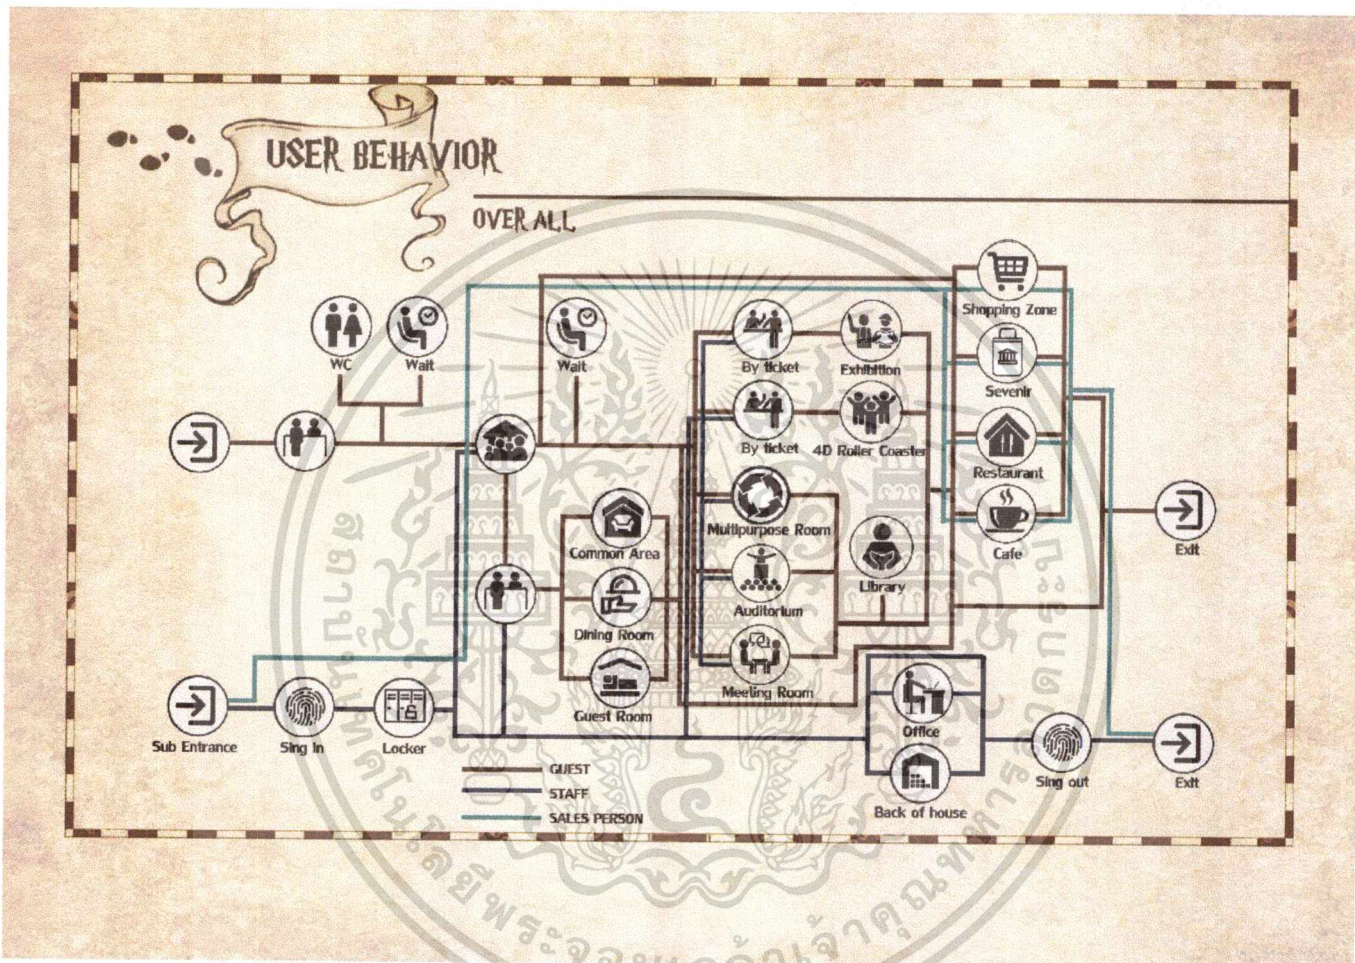 USER BEHAVIOR
OVER ALL
WC
Wait
Wait
By ticket
Exhibition
Shopping Zone
Sevenir
By ticket
4D Roller Coaster
Restaurant
Multipurpose Room
Common Area
Cafe
Exit
Library
Auditorium
Dining Room
Meeting Room
Guest Room
Sub Entrance
Sing In
Locker
Office
Sing out
Exit
Back of house
GUEST
STAFF
SALES PERSON